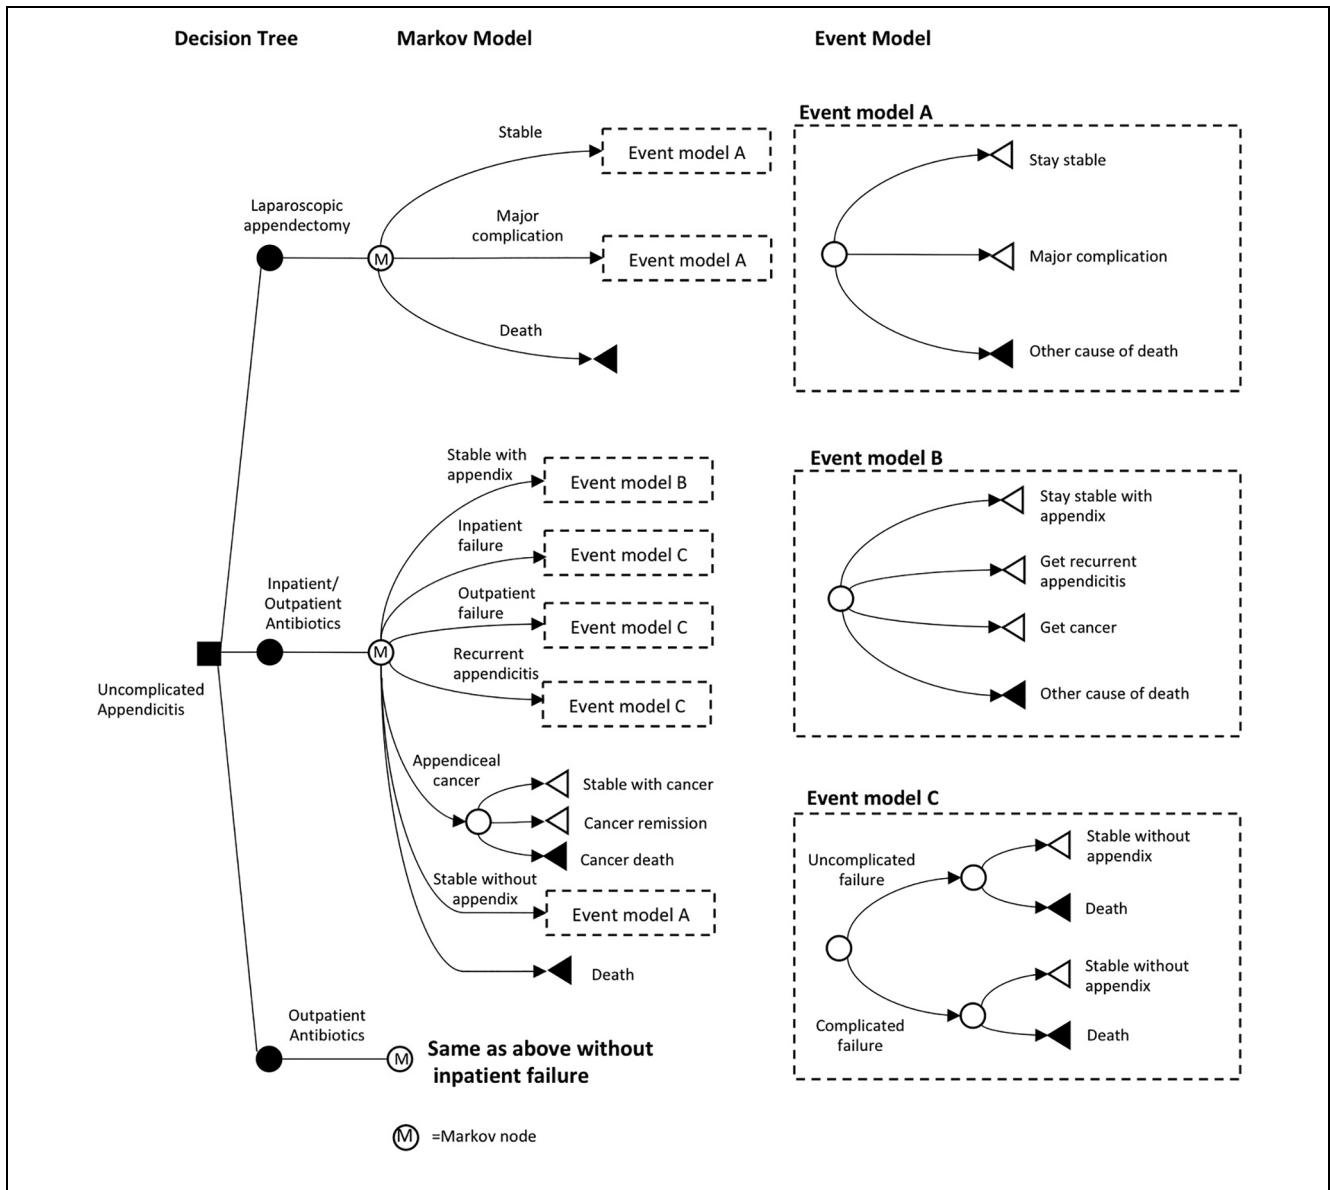 Decision Tree
Markov Model
Event Model
Laparoscopic
appendectomy
M
Stable
Event model A
Major
complication
Event model A
Death
Event model A
Stay stable
Major complication
Other cause of death
Uncomplicated
Appendicitis
Inpatient/
Outpatient
Antibiotics
M
Stable with
appendix
Event model B
Inpatient
failure
Event model C
Outpatient
failure
Event model C
Recurrent
appendicitis
Event model C
Appendiceal
cancer
Stable with cancer
Cancer remission
Cancer death
Stable without
appendix
Event model A
Death
Event model B
Stay stable with
appendix
Get recurrent
appendicitis
Get cancer
Other cause of death
Event model C
Uncomplicated
failure
Stable without
appendix
Death
Complicated
failure
Stable without
appendix
Death
Outpatient
Antibiotics
M
Same as above without
inpatient failure
M =Markov node